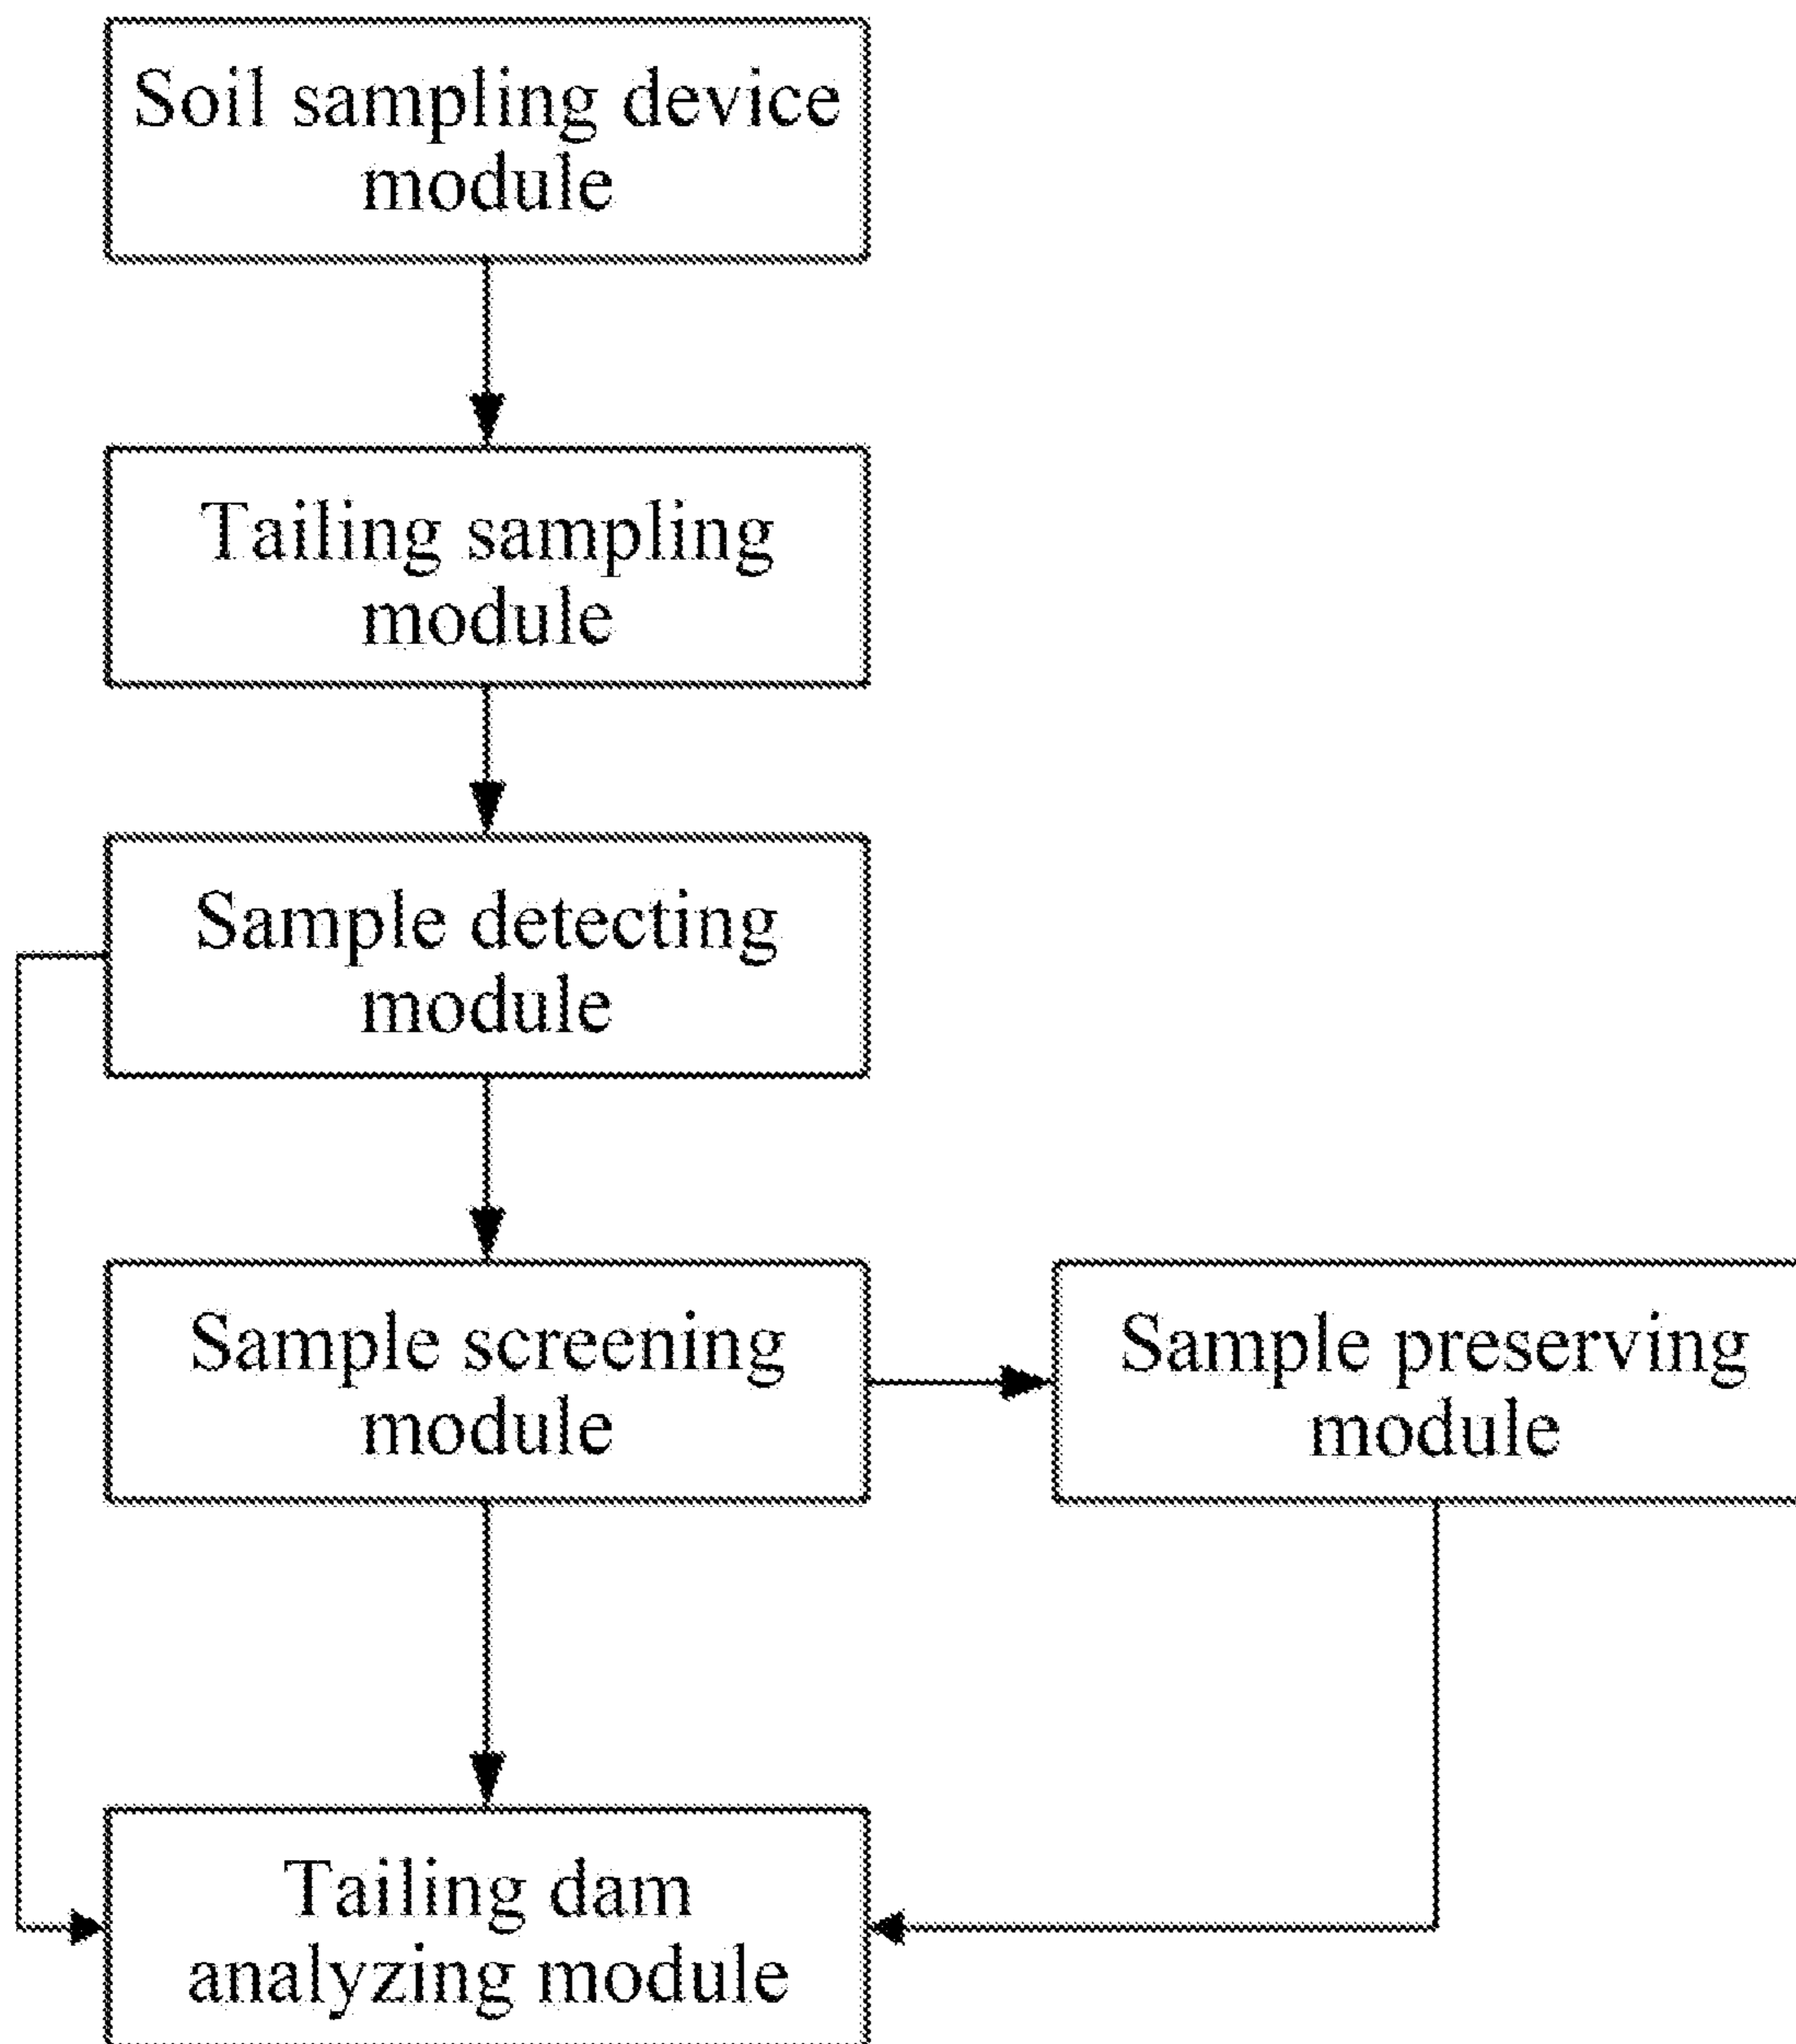 Soil sampling device
module
Tailing sampling
module
Sample detecting
module
Sample screening
module
Sample preserving
module
Tailing dam
analyzing module